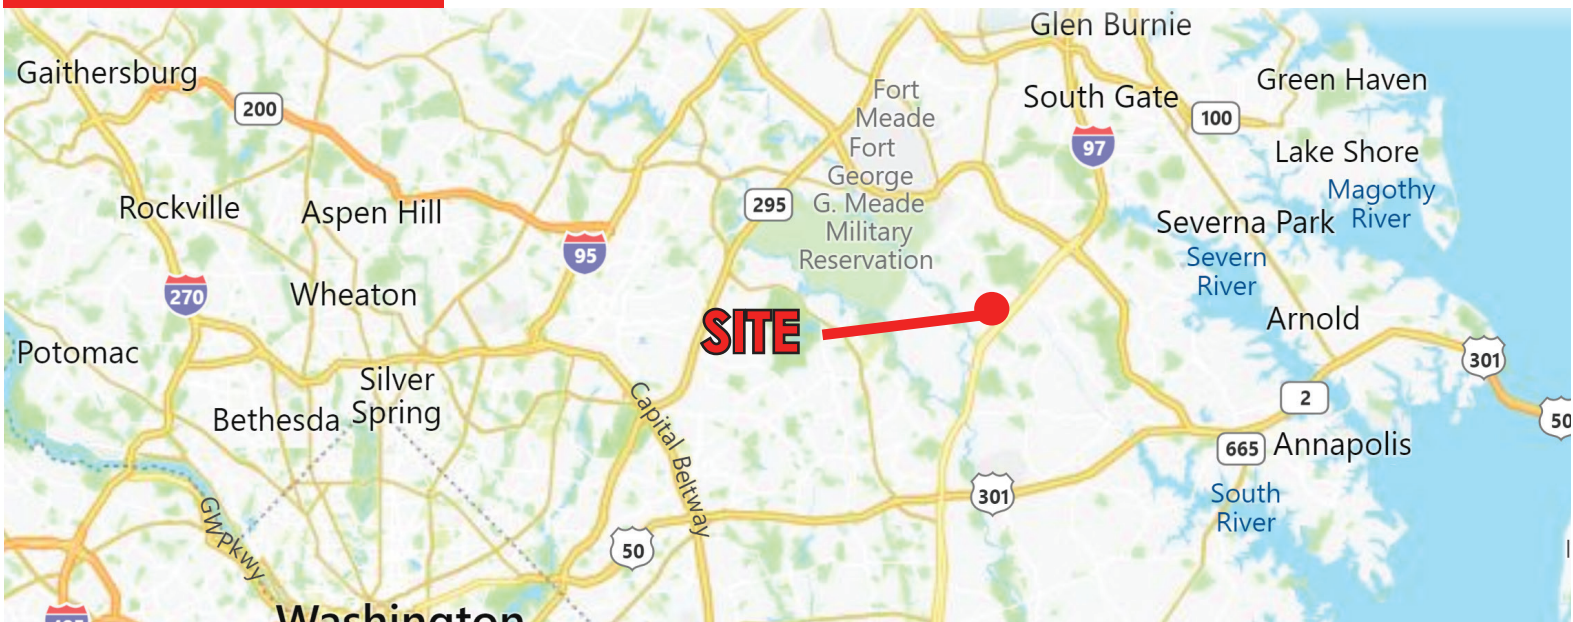 Glen Burnie
Gaithersburg
Green Haven
200
Fort
Meade
South Gate
100
97
Fort
George
G. Meade
Military
Reservation
Lake Shore
Magothy
River
Rockville
Aspen Hill
295
Severna Park
95
Severn
River
270
Wheaton
SITE
Arnold
Potomac
301
Silver
Spring
Bethesda
Capital Beltway
2
50
665
Annapolis
301
South
River
GW Pkwy
50
Washington